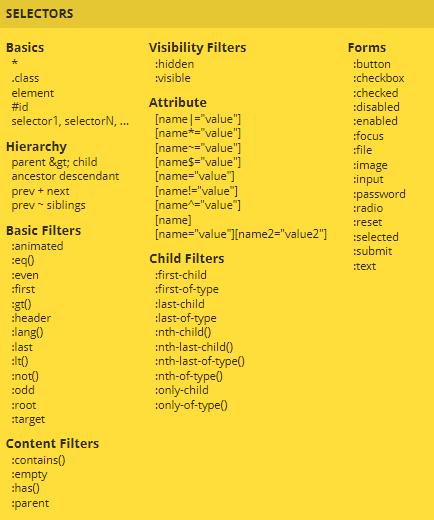 SELECTORS
Basics
*
.class
element
#id
selector1, selectorN, ...
Hierarchy
parent &gt; child
ancestor descendant
prev + next
prev ~ siblings
Basic Filters
:animated
:eq()
:even
:first
:gt()
:header
:lang()
:last
:lt()
:not()
:odd
:root
:target
Content Filters
:contains()
:empty
:has()
:parent
Visibility Filters
:hidden
:visible
Attribute
[name|="value"]
[name*="value"]
[name~="value"]
[name$="value"]
[name="value"]
[name!="value"]
[name^="value"]
[name]
[name="value"][name2="value2"]
Child Filters
:first-child
:first-of-type
:last-child
:last-of-type
:nth-child()
:nth-last-child()
:nth-last-of-type()
:nth-of-type()
:only-child
:only-of-type()
Forms
:button
:checkbox
:checked
:disabled
:enabled
:focus
:file
:image
:input
:password
:radio
:reset
:selected
:submit
:text